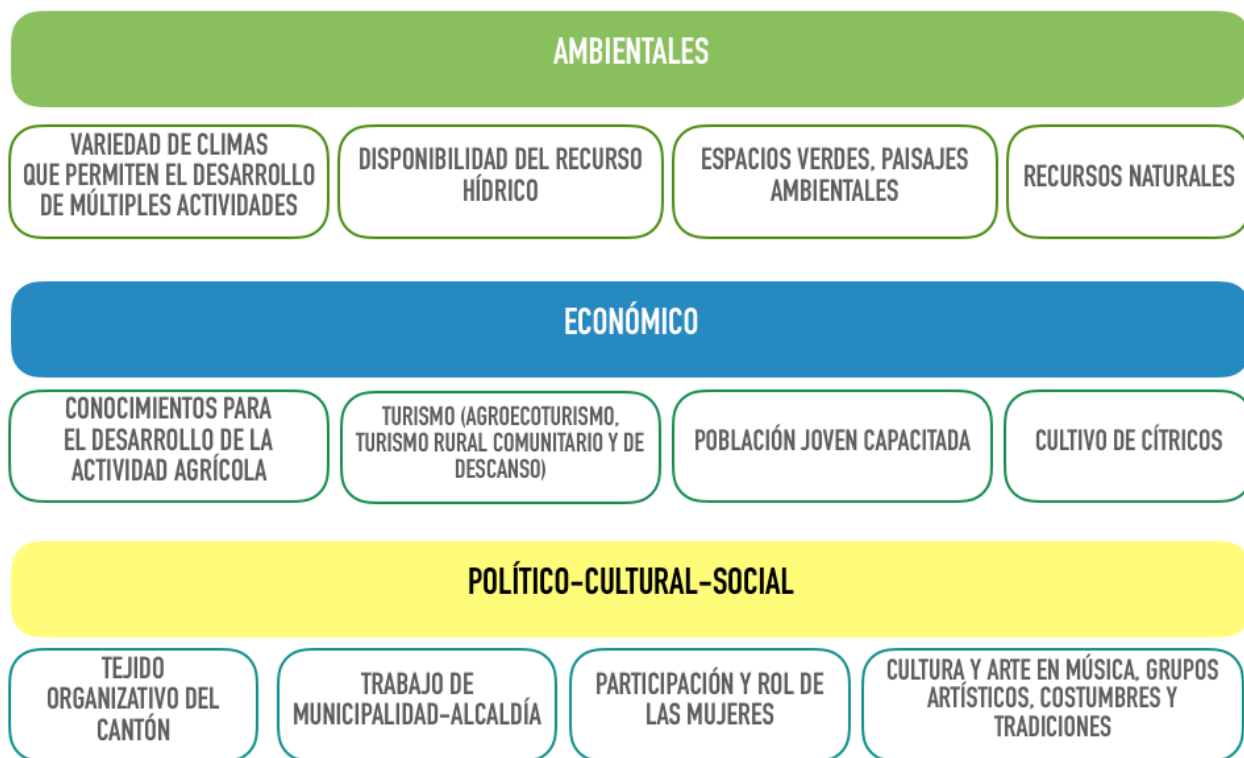 AMBIENTALES
VARIEDAD DE CLIMAS
QUE PERMITEN EL DESARROLLO
DE MÚLTIPLES ACTIVIDADES
DISPONIBILIDAD DEL RECURSO
HÍDRICO
ESPACIOS VERDES, PAISAJES
AMBIENTALES
RECURSOS NATURALES
ECONÓMICO
CONOCIMIENTOS PARA
EL DESARROLLO DE LA
ACTIVIDAD AGRÍCOLA
TURISMO (AGROECOTURISMO,
TURISMO RURAL COMUNITARIO Y DE
DESCANSO)
POBLACIÓN JOVEN CAPACITADA
CULTIVO DE CÍTRICOS
POLÍTICO-CULTURAL-SOCIAL
TEJIDO
ORGANIZATIVO DEL
CANTÓN
TRABAJO DE
MUNICIPALIDAD-ALCALDÍA
PARTICIPACIÓN Y ROL DE
LAS MUJERES
CULTURA Y ARTE EN MÚSICA, GRUPOS
ARTÍSTICOS, COSTUMBRES Y
TRADICIONES